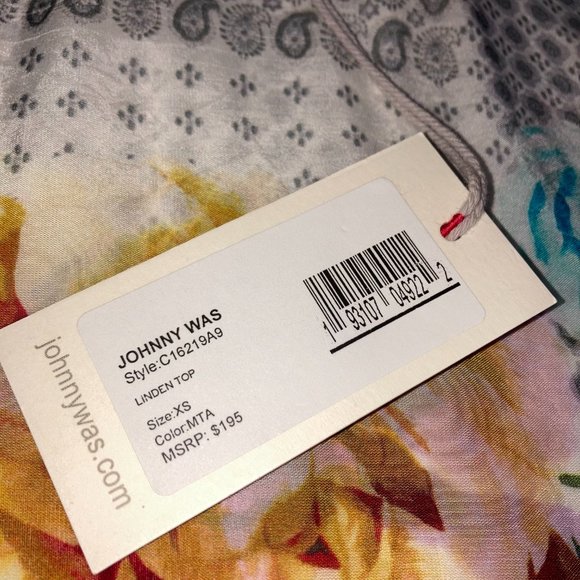 JOHNNY WAS
Style:C16219A9
LINDEN TOP
Size:XS
Color:MTA
MSRP: $195
1 93107 04922 2
johnnywas.com